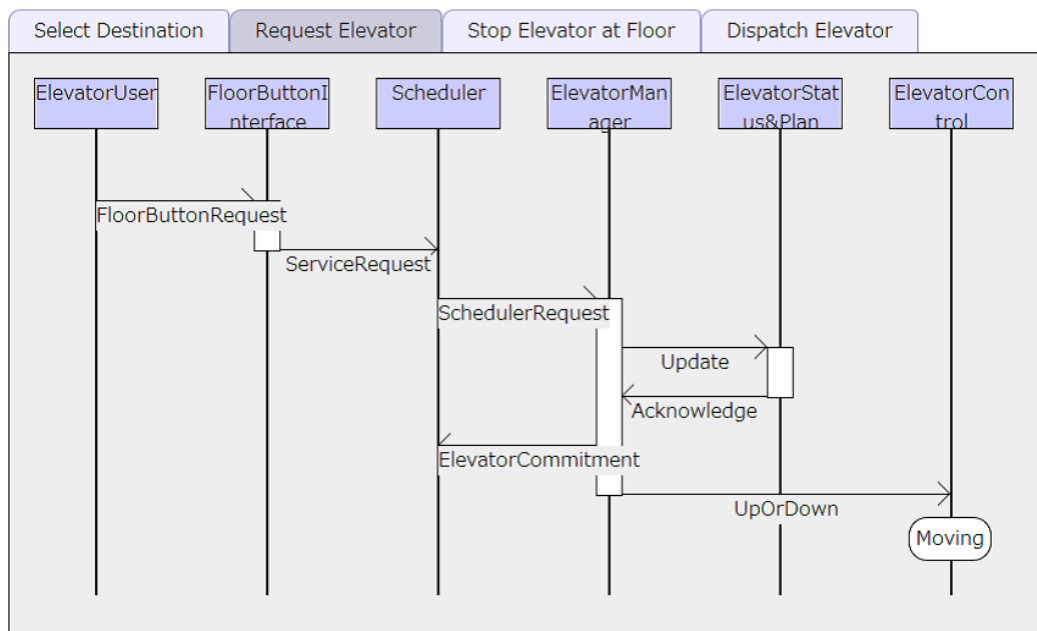 Select Destination
Request Elevator
Stop Elevator at Floor
Dispatch Elevator
ElevatorUser
FloorButtonI
nterface
Scheduler
ElevatorMan
ager
ElevatorStat
us&Plan
ElevatorCon
trol
FloorButtonRequest
ServiceRequest
SchedulerRequest
Update
Acknowledge
ElevatorCommitment
UpOrDown
Moving